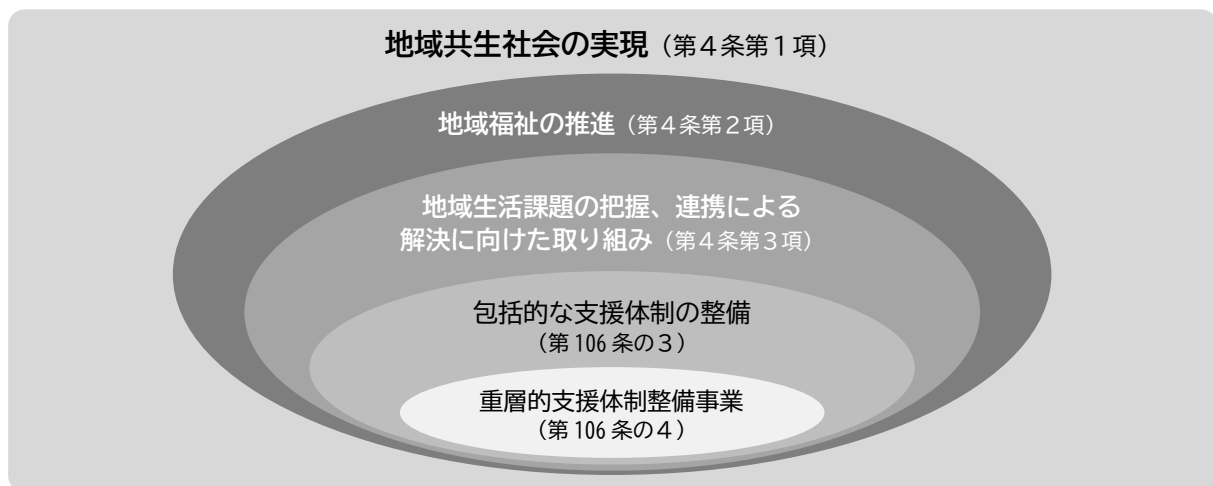 地域共生社会の実現（第４条第１項）
地域福祉の推進（第４条第２項）
地域生活課題の把握、連携による
解決に向けた取り組み（第４条第３項）
包括的な支援体制の整備
（第 106 条の３）
重層的支援体制整備事業
（第 106 条の４）